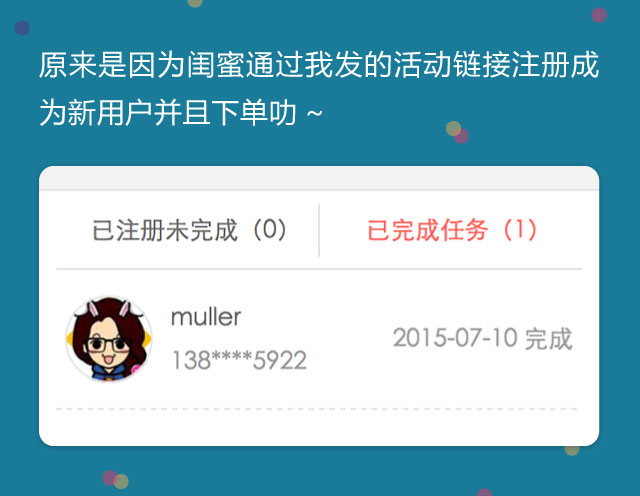 原来是因为闺蜜通过我发的活动链接注册成
为新用户并且下单叻 ~
已注册未完成（0）
已完成任务（1）
muller
138****5922
2015-07-10 完成